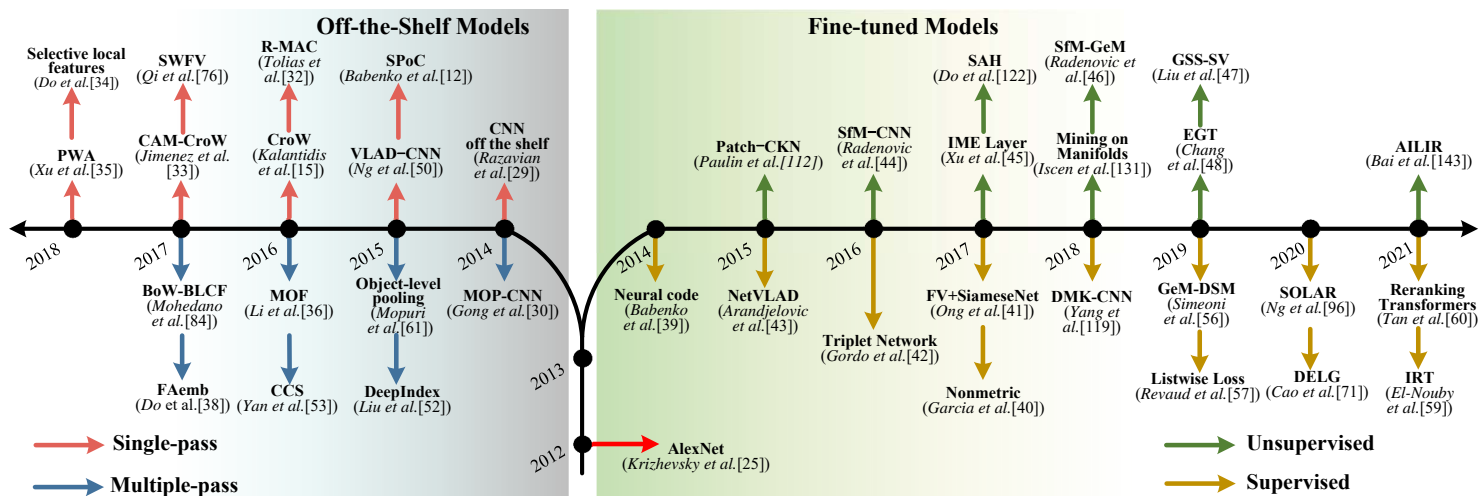 Off-the-Shelf Models
Fine-tuned Models
Selective local
features
(Do et al.[34])
SWFV
(Qi et al.[76])
R-MAC
(Tolias et
al.[32])
SPoC
(Babenko et al.[12])
SAH
(Do et al.[122])
SfM-GeM
(Radenovic et
al.[46])
GSS-SV
(Liu et al.[47])
PWA
(Xu et al.[35])
CAM-CroW
(Jimenez et al.
[33])
CroW
(Kalantidis et
al.[15])
VLAD-CNN
(Ng et al.[50])
CNN
off the shelf
(Razavian et
al.[29])
Patch-CKN
(Paulin et al.[112])
SfM-CNN
(Radenovic et
al.[44])
IME Layer
(Xu et al.[45])
Mining on
Manifolds
(Iscen et al.[131])
EGT
(Chang et
al.[48])
AILIR
(Bai et al.[143])
2018
2017
2016
2015
2014
2014
2015
2016
2017
2018
2019
2020
2021
BoW-BLCF
(Mohedano et
al.[84])
MOF
(Li et al.[36])
Object-level
pooling
(Mopuri et
al.[61])
MOP-CNN
(Gong et al.[30])
Neural code
(Babenko et
al.[39])
NetVLAD
(Arandjelovic et
al.[43])
Triplet Network
(Gordo et al.[42])
FV+SiameseNet
(Ong et al.[41])
DMK-CNN
(Yang et
al.[119])
GeM-DSM
(Simeoni et
al.[56])
SOLAR
(Ng et al.[96])
Reranking
Transformers
(Tan et al.[60])
2013
FAemb
(Do et al.[38])
CCS
(Yan et al.[53])
DeepIndex
(Liu et al.[52])
Nonmetric
(Garcia et al.[40])
Listwise Loss
(Revaud et al.[57])
DELG
(Cao et al.[71])
IRT
(El-Nouby
et al.[59])
2012
AlexNet
(Krizhevsky et al.[25])
Single-pass
Multiple-pass
Unsupervised
Supervised